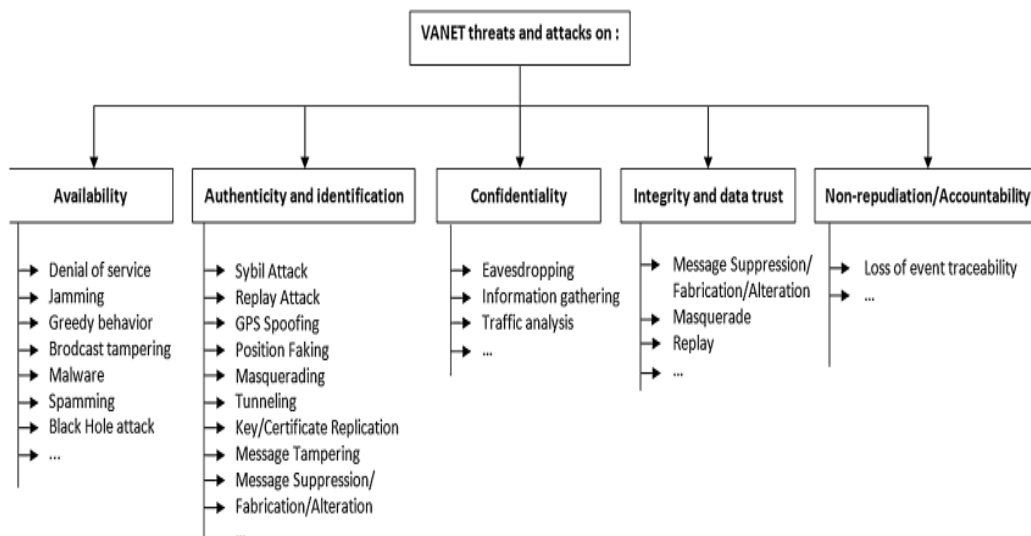 VANET threats and attacks on :
Availability
Denial of service
Jamming
Greedy behavior
Brodcast tampering
Malware
Spamming
Black Hole attack
...
Authenticity and identification
Sybil Attack
Replay Attack
GPS Spoofing
Position Faking
Masquerading
Tunneling
Key/Certificate Replication
Message Tampering
Message Suppression/
Fabrication/Alteration
...
Confidentiality
Eavesdropping
Information gathering
Traffic analysis
...
Integrity and data trust
Message Suppression/
Fabrication/Alteration
Masquerade
Replay
...
Non-repudiation/Accountability
Loss of event traceability
...